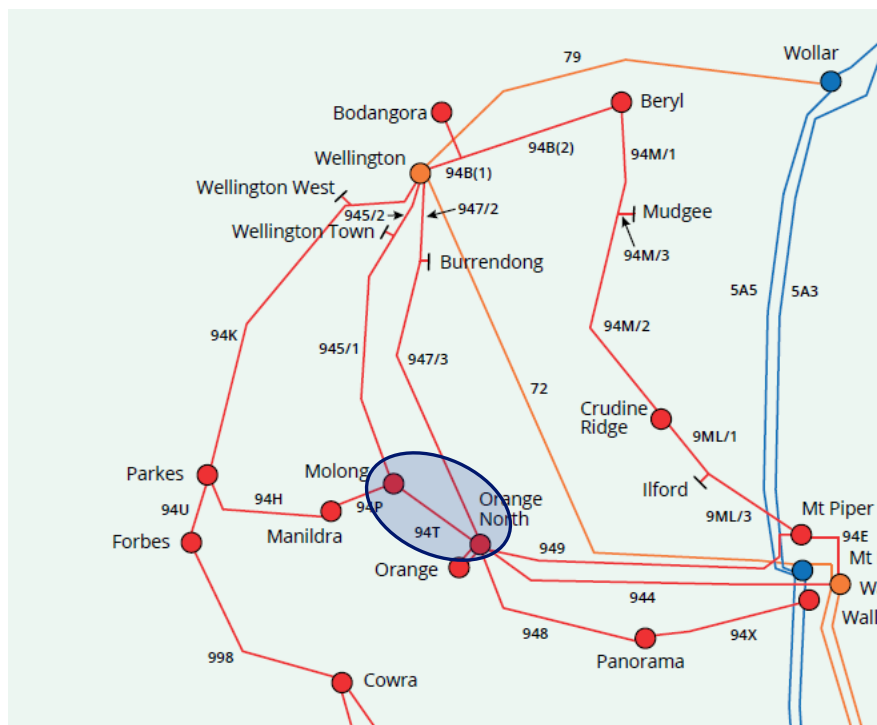 79
Wollar
Bodangora
Beryl
94B(2)
94M/1
Wellington
94B(1)
Wellington West
945/2
947/2
Mudgee
Wellington Town
94M/3
Burrendong
5A5
5A3
94K
945/1
947/3
94M/2
72
Crudine
Ridge
9ML/1
Parkes
Molong
Ilford
94U
94H
94P
Orange
North
9ML/3
Mt Piper
Manildra
94T
94E
Forbes
949
Mt
Orange
W
944
Wall
948
94X
Panorama
998
Cowra